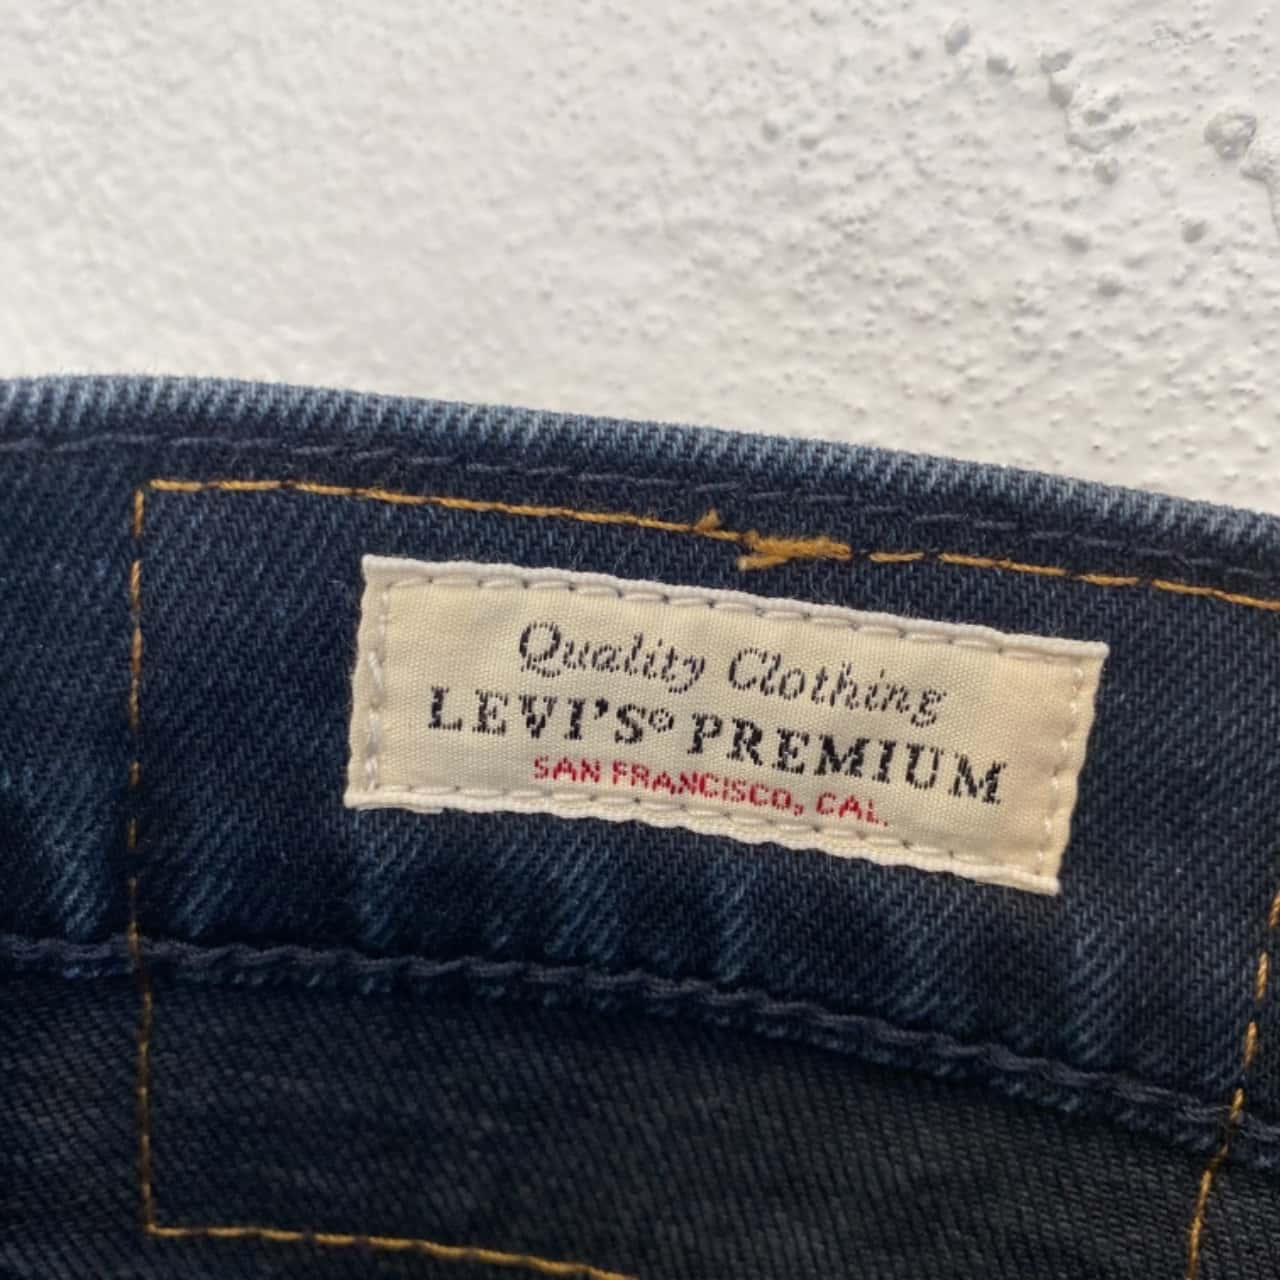 Quality Clothing
LEVI'S® PREMIUM
SAN FRANCISCO, CAL.